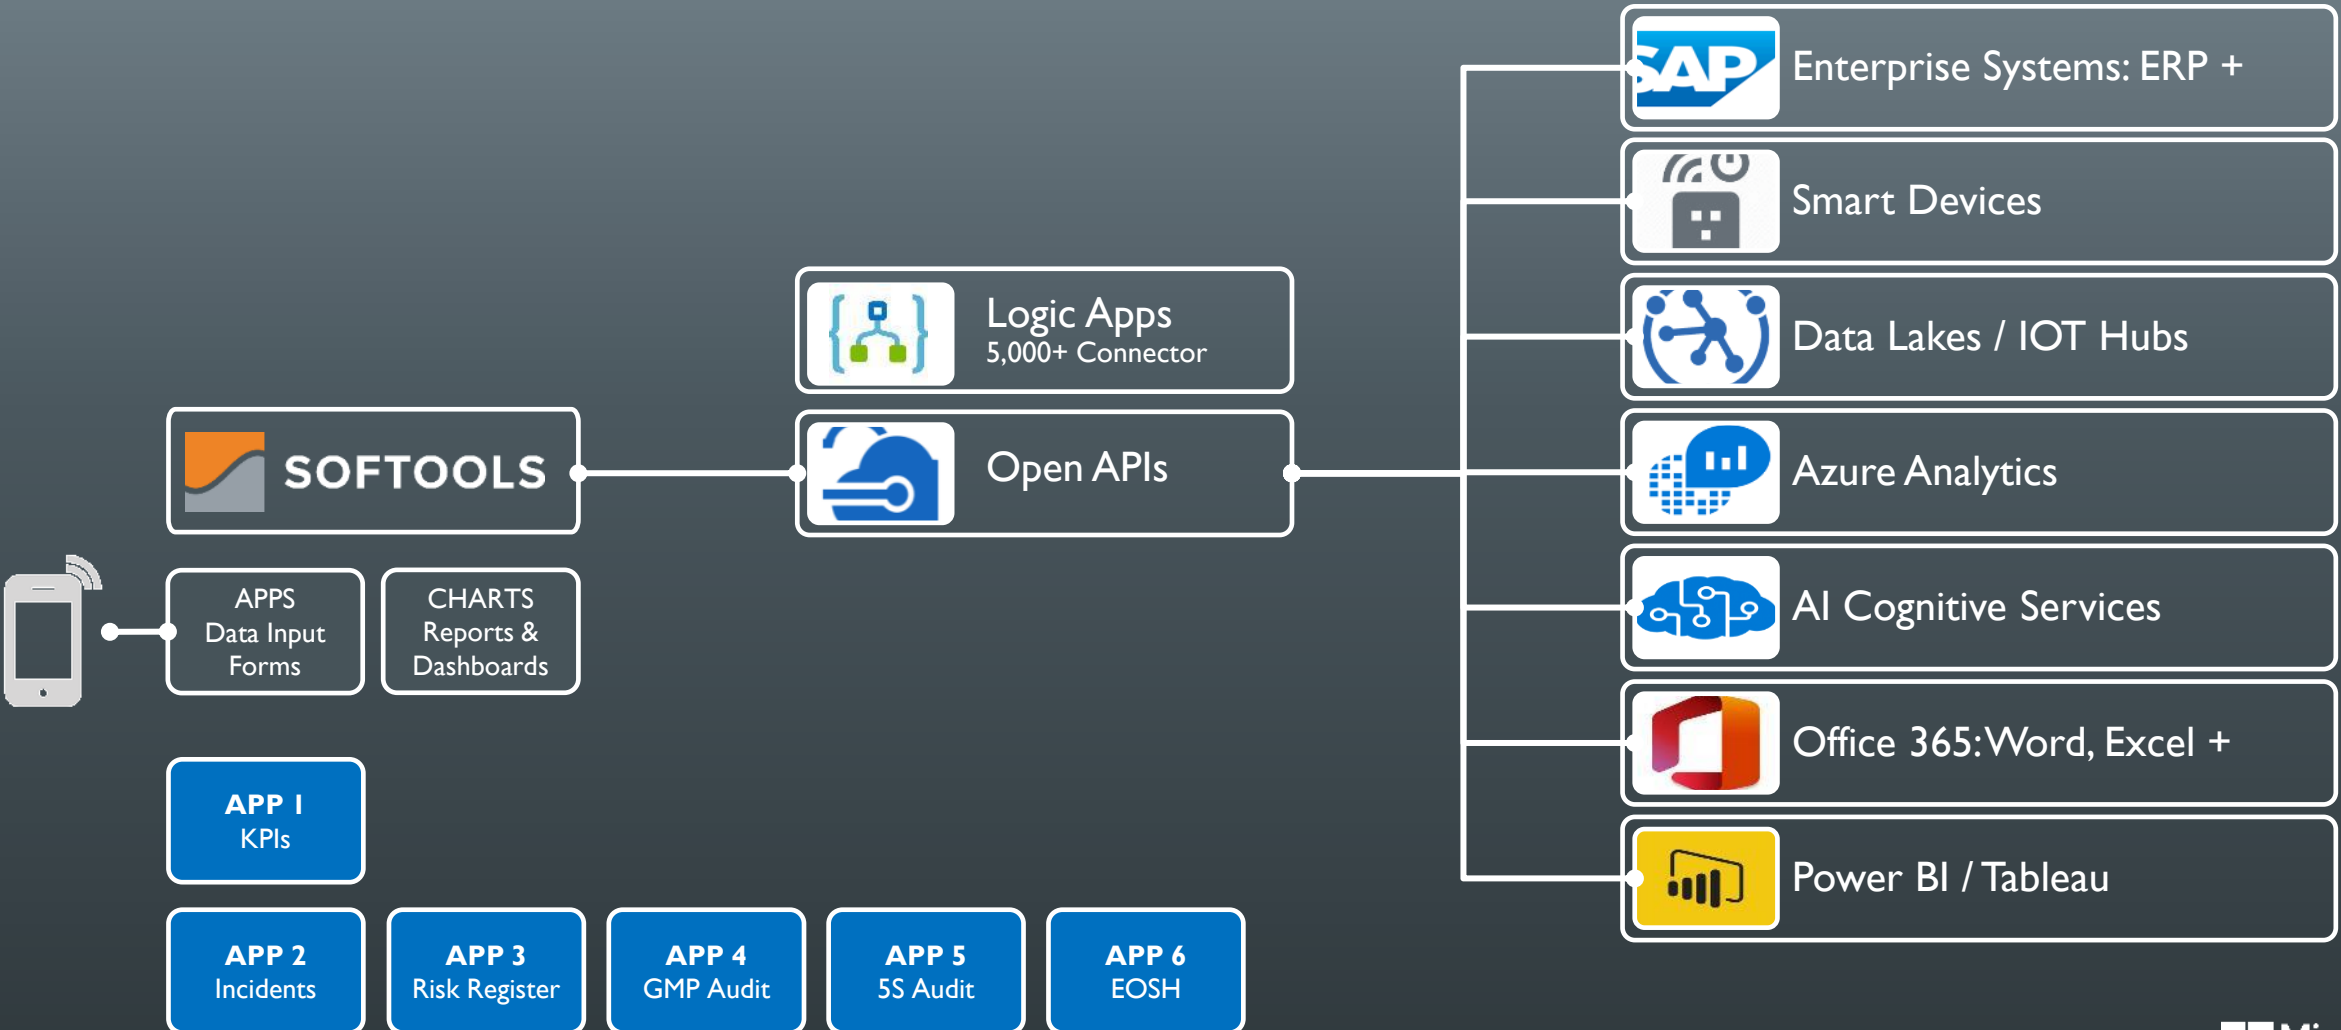 SAP
Enterprise Systems: ERP +
Smart Devices
Logic Apps
5,000+ Connector
Data Lakes / IOT Hubs
SOFTOOLS
Open APIs
Azure Analytics
APPS
Data Input
Forms
CHARTS
Reports &
Dashboards
AI Cognitive Services
Office 365: Word, Excel +
APP 1
KPIs
Power BI / Tableau
APP 2
Incidents
APP 3
Risk Register
APP 4
GMP Audit
APP 5
5S Audit
APP 6
EOSH